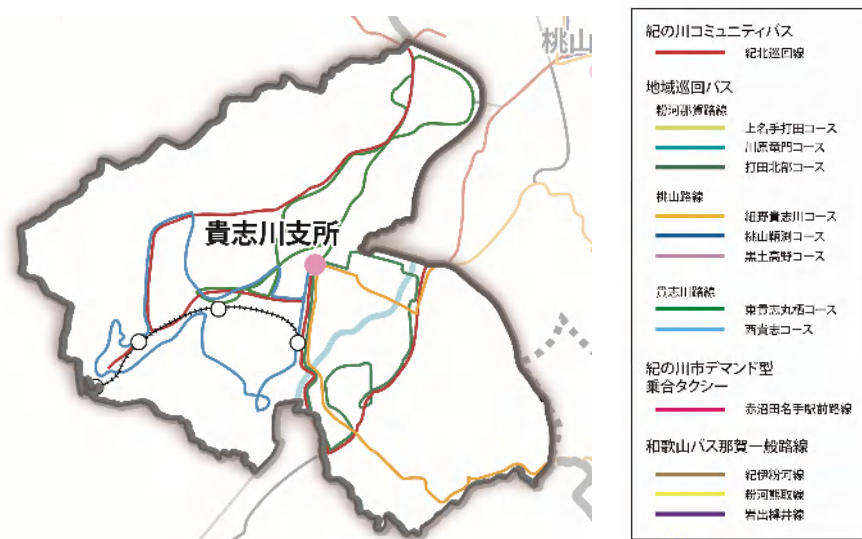 桃山
貴志川支所
紀の川コミュニティバス
紀北巡回線
地域巡回バス
粉河那賀路線
上名手打田コース
川原竜門コース
打田北部コース
桃山路線
細野貴志川コース
桃山鞆渕コース
黒土高野コース
貴志川路線
東貴志丸栖コース
西貴志コース
紀の川市デマンド型
乗合タクシー
赤沼田名手駅前路線
和歌山バス那賀一般路線
紀伊粉河線
粉河熊取線
岩出樽井線